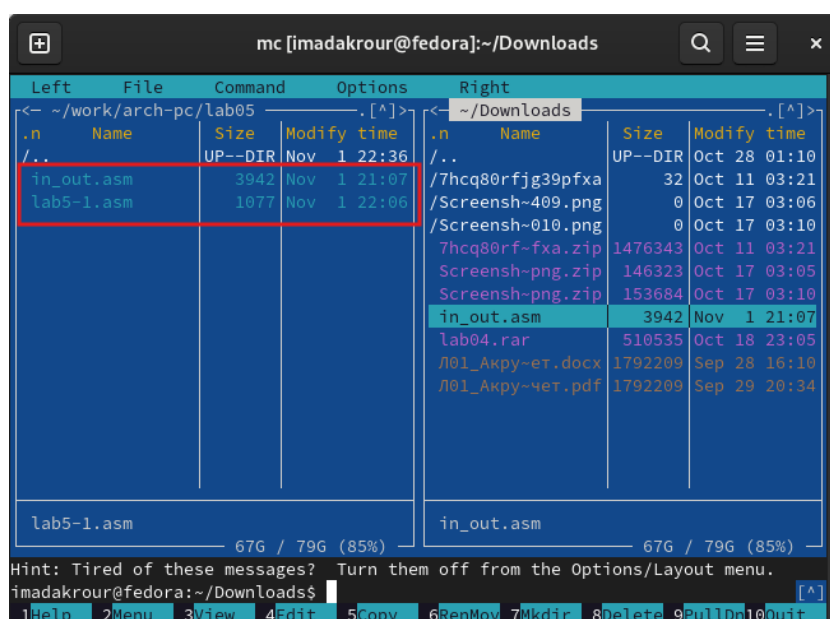 mc [imadakrour@fedora]:~/Downloads
Left File Command Options Right
<— ~/work/arch-pc/lab05 .[^]>
.n Name Size Modify time
/.. UP--DIR Nov 1 22:36
in_out.asm 3942 Nov 1 21:07
lab5-1.asm 1077 Nov 1 22:06
lab5-1.asm
67G / 79G (85%)
<— ~/Downloads .[^]>
.n Name Size Modify time
/.. UP--DIR Oct 28 01:10
/7hcq80rfjg39pfxa 32 Oct 11 03:21
/Screensh~409.png 0 Oct 17 03:06
/Screensh~010.png 0 Oct 17 03:10
7hcq80rf~fxa.zip 1476343 Oct 11 03:21
Screensh~png.zip 146323 Oct 17 03:05
Screensh~png.zip 153684 Oct 17 03:10
in_out.asm 3942 Nov 1 21:07
lab04.rar 510535 Oct 18 23:05
Л01_Акру~ет.docx 1792209 Sep 28 16:10
Л01_Акру~чет.pdf 1792209 Sep 29 20:34
in_out.asm
67G / 79G (85%)
Hint: Tired of these messages? Turn them off from the Options/Layout menu.
imadakrour@fedora:~/Downloads$ [^]
1Help 2Menu 3View 4Edit 5Copy 6RenMov 7Mkdir 8Delete 9PullDn 10Quit